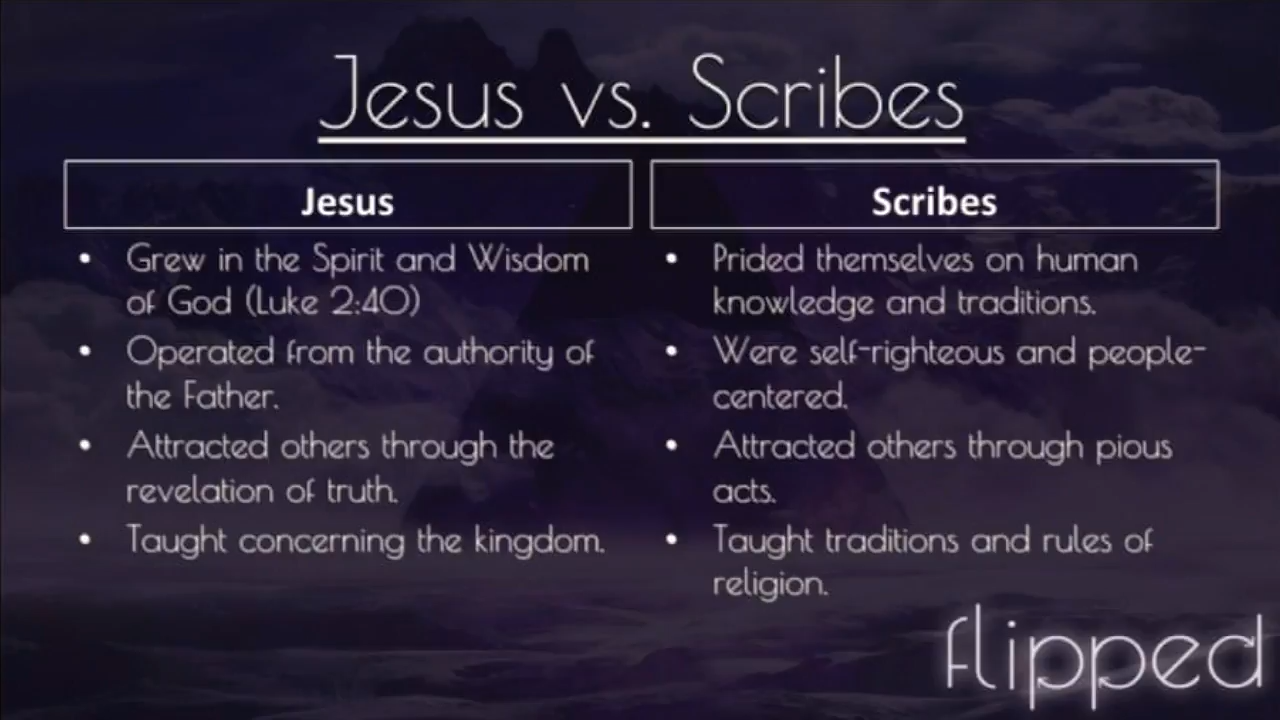 Jesus vs. Scribes
Jesus
• Grew in the Spirit and Wisdom
of God (Luke 2:40)
• Operated from the authority of
the Father.
• Attracted others through the
revelation of truth.
• Taught concerning the kingdom.
Scribes
• Prided themselves on human
knowledge and traditions.
• Were self-righteous and people-
centered.
• Attracted others through pious
acts.
• Taught traditions and rules of
religion.
flipped